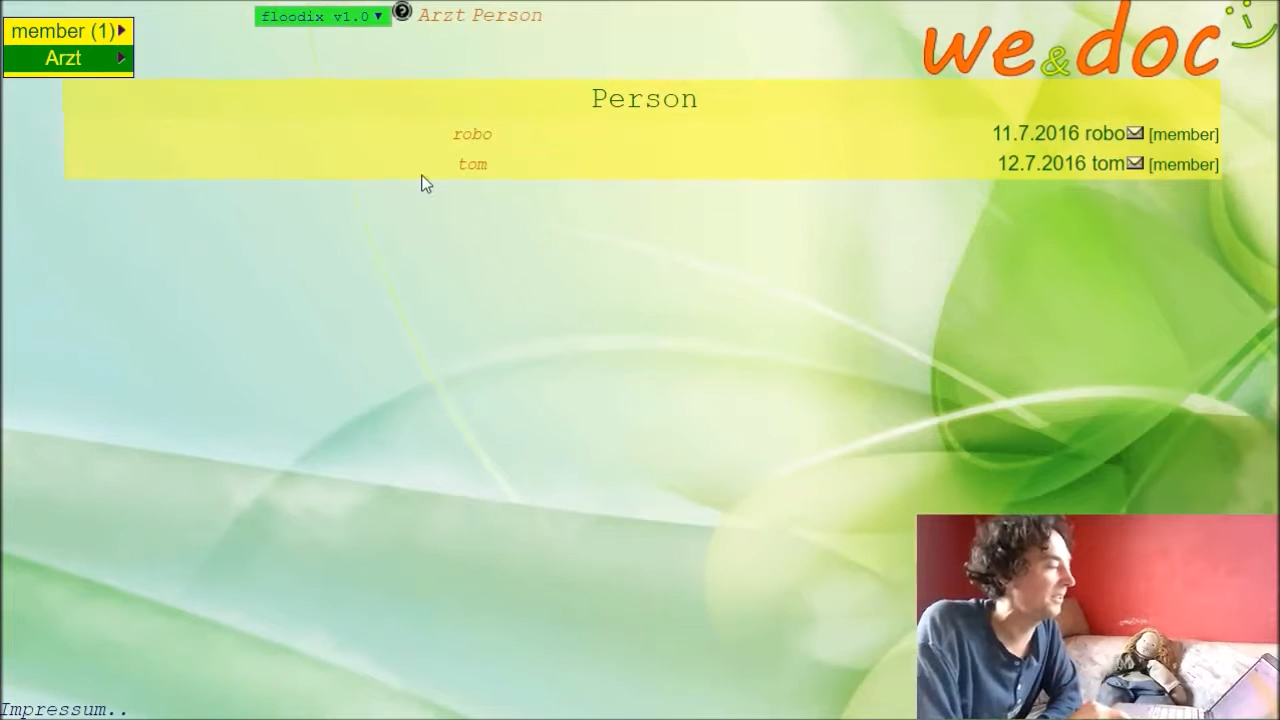 member (1)
Arzt
floodix v1.0
? Arzt Person
we&doc
Person
robo 11.7.2016 robo [member]
tom 12.7.2016 tom [member]
Impressum..